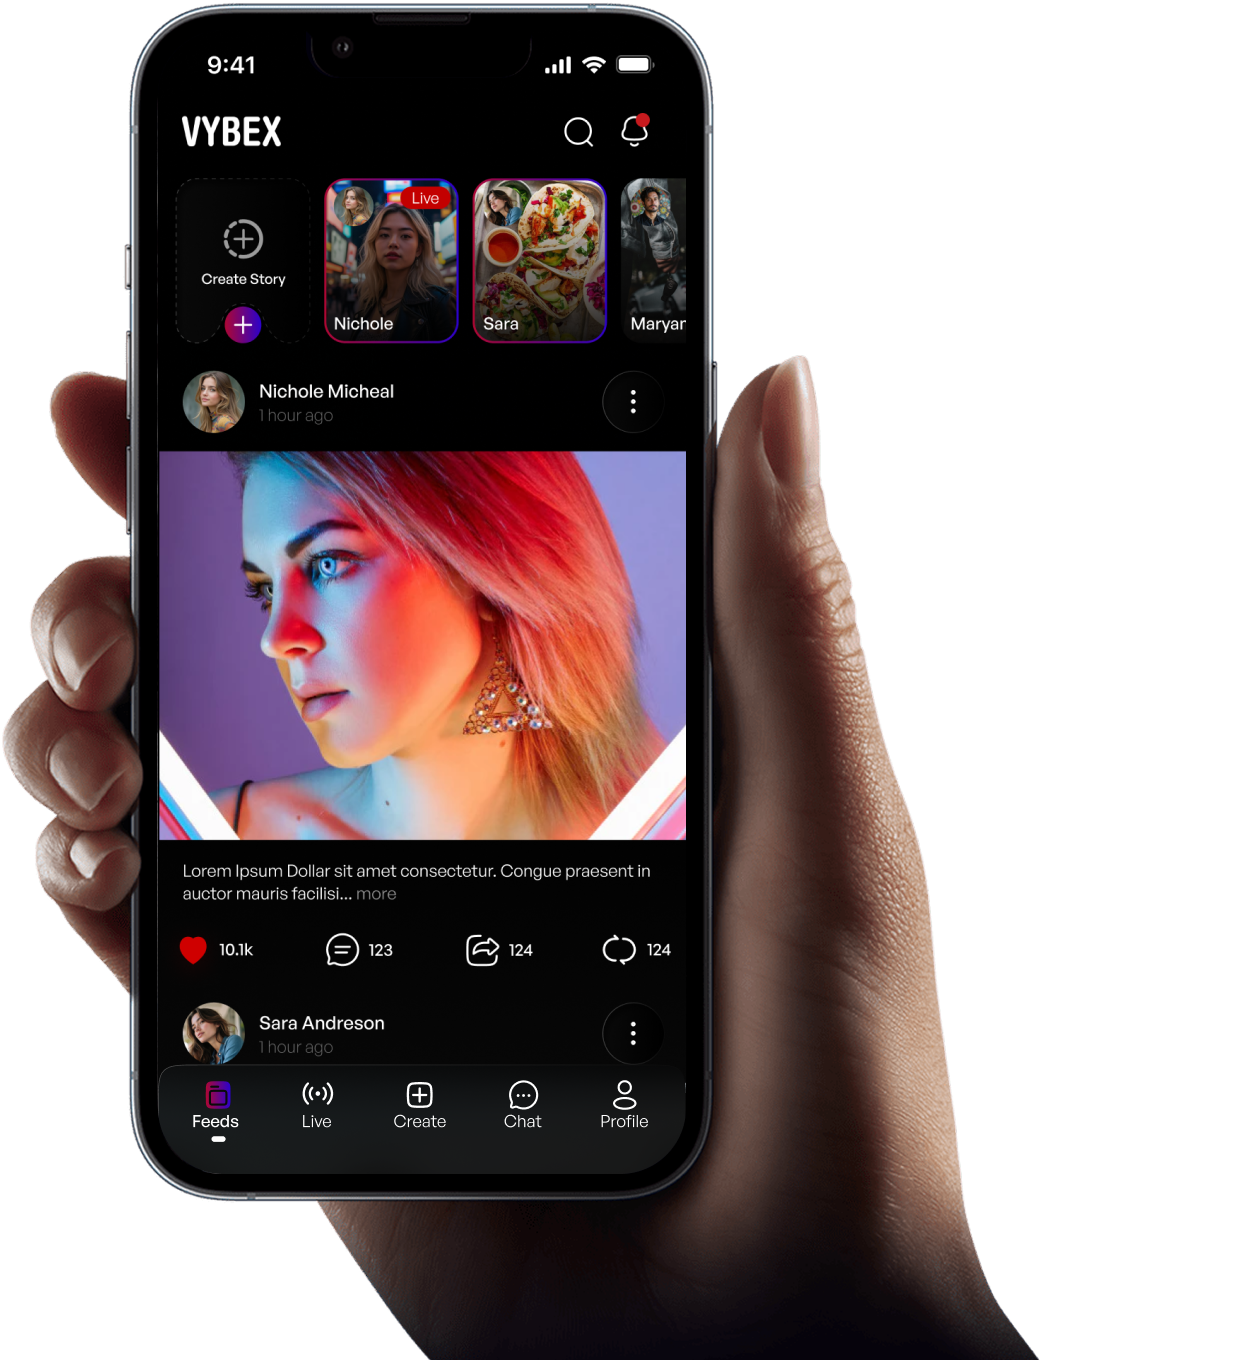 9:41
VYBEX
Live
Create Story
Nichole
Sara
Maryar
Nichole Micheal
1 hour ago
Lorem Ipsum Dollar sit amet consectetur. Congue praesent in
auctor mauris facilisi... more
10.1k
123
124
124
Sara Andreson
1 hour ago
Feeds
Live
Create
Chat
Profile